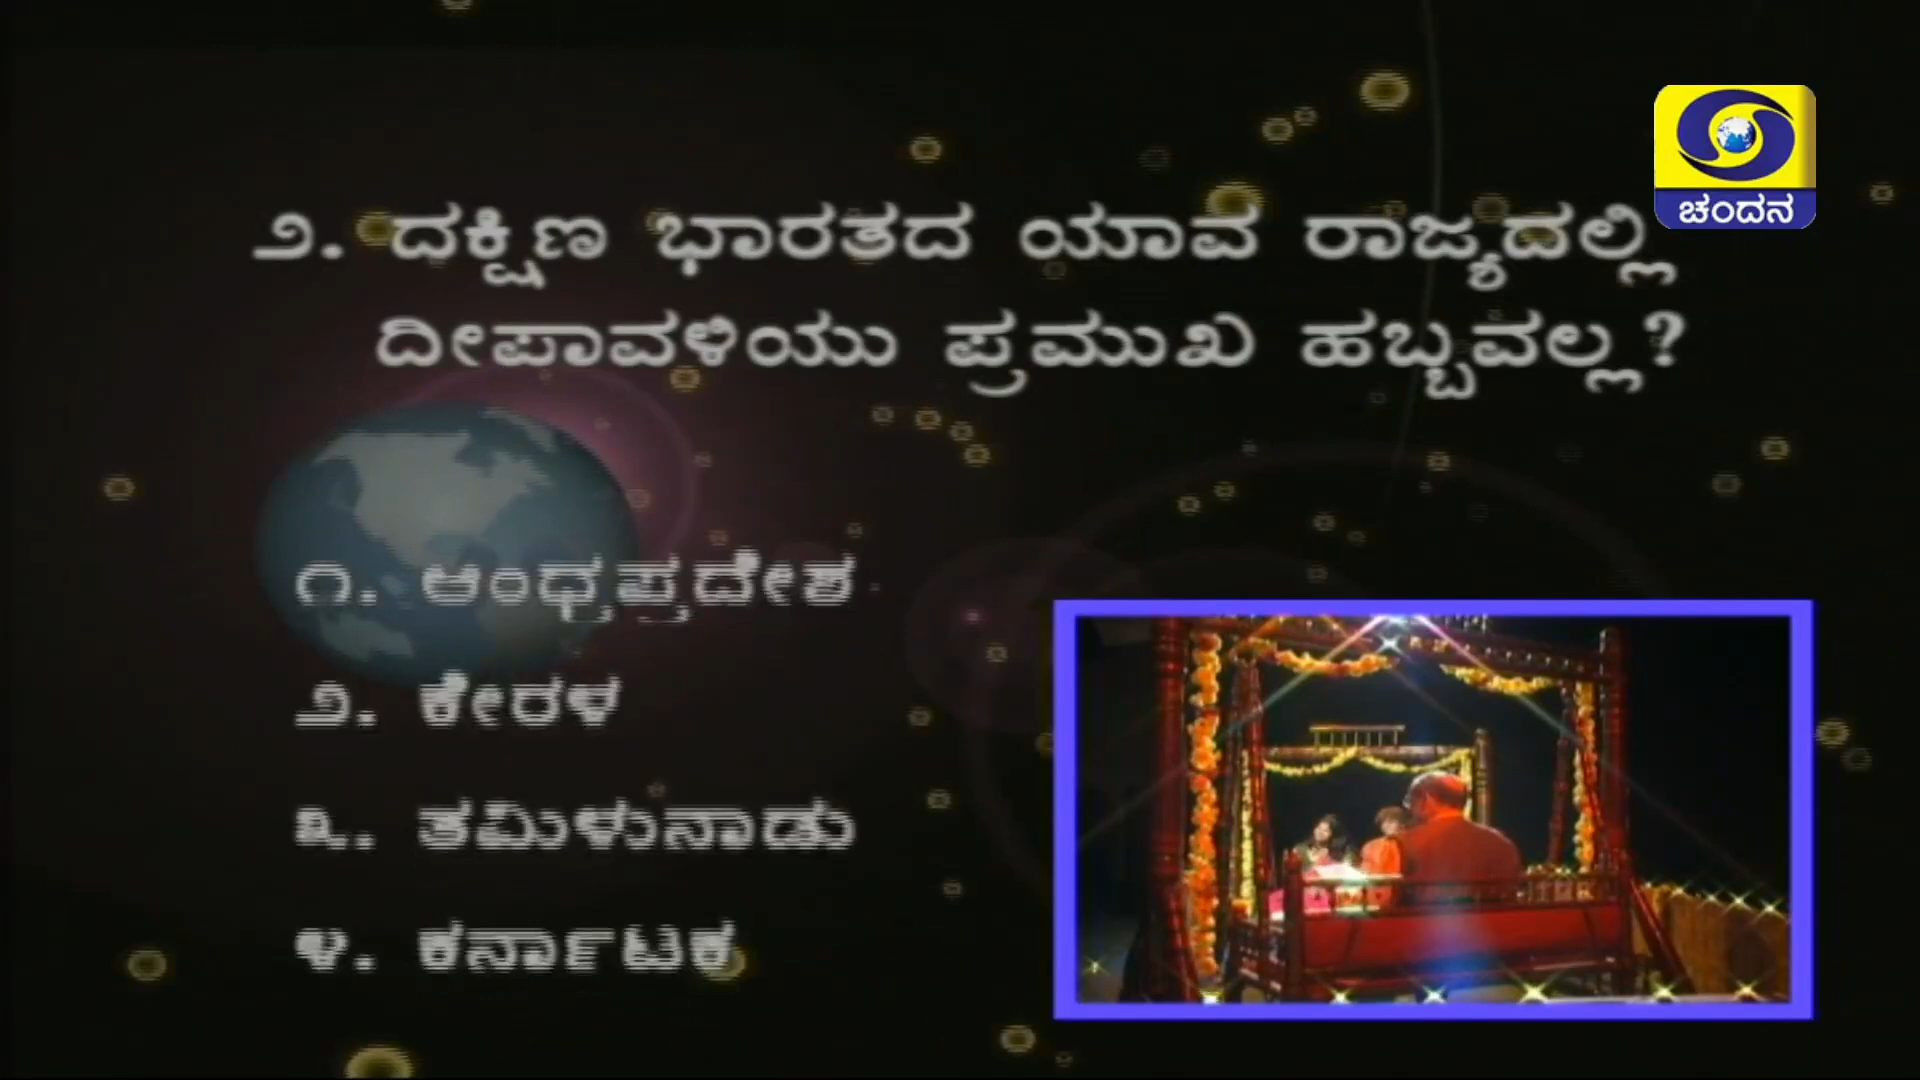 ಚಂದನ
೨. ದಕ್ಷಿಣ ಭಾರತದ ಯಾವ ರಾಜ್ಯದಲ್ಲಿ
ದೀಪಾವಳಿಯು ಪ್ರಮುಖ ಹಬ್ಬವಲ್ಲ?
೧. ಆಂಧ್ರಪ್ರದೇಶ
೨. ಕೇರಳ
೩. ತಮಿಳುನಾಡು
೪. ಕರ್ನಾಟಕ